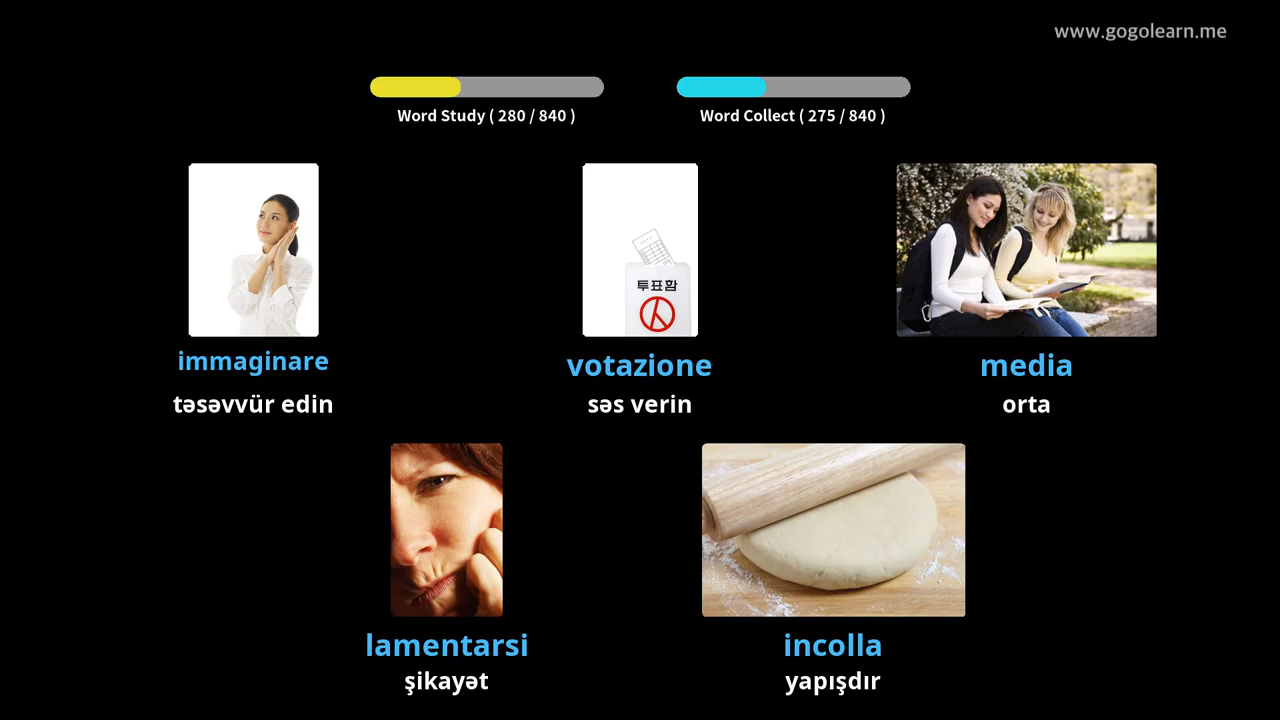 www.gogolearn.me
Word Study ( 280 / 840 )
Word Collect ( 275 / 840 )
투표함
immaginare
votazione
media
təsəvvür edin
səs verin
orta
lamentarsi
incolla
şikayət
yapışdır